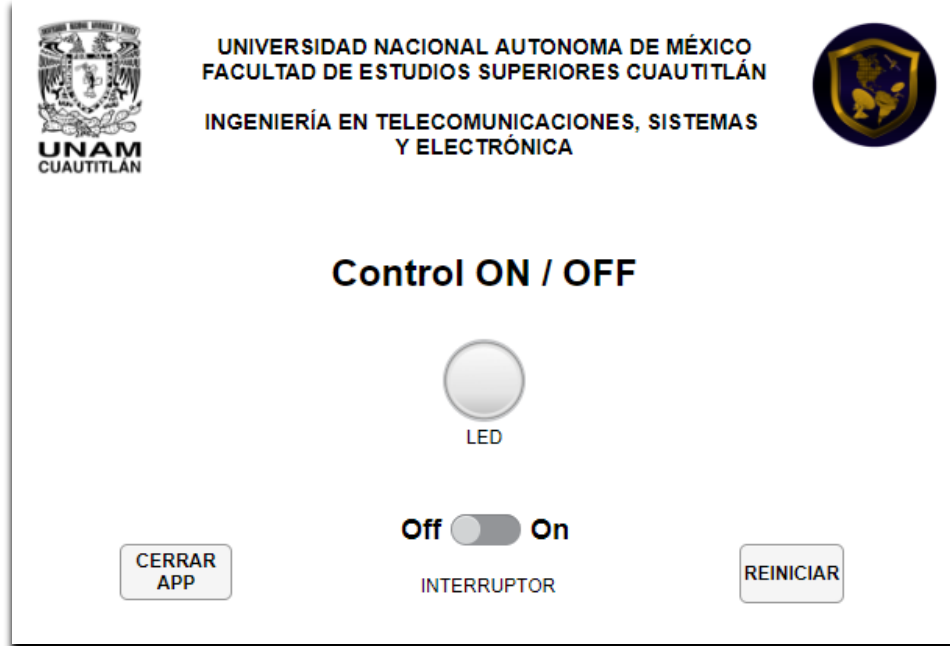 UNIVERSIDAD NACIONAL AUTONOMA DE MÉXICO
FACULTAD DE ESTUDIOS SUPERIORES CUAUTITLÁN
INGENIERÍA EN TELECOMUNICACIONES, SISTEMAS
Y ELECTRÓNICA
UNAM
CUAUTITLÁN
Control ON / OFF
LED
Off On
INTERRUPTOR
CERRAR
APP
REINICIAR